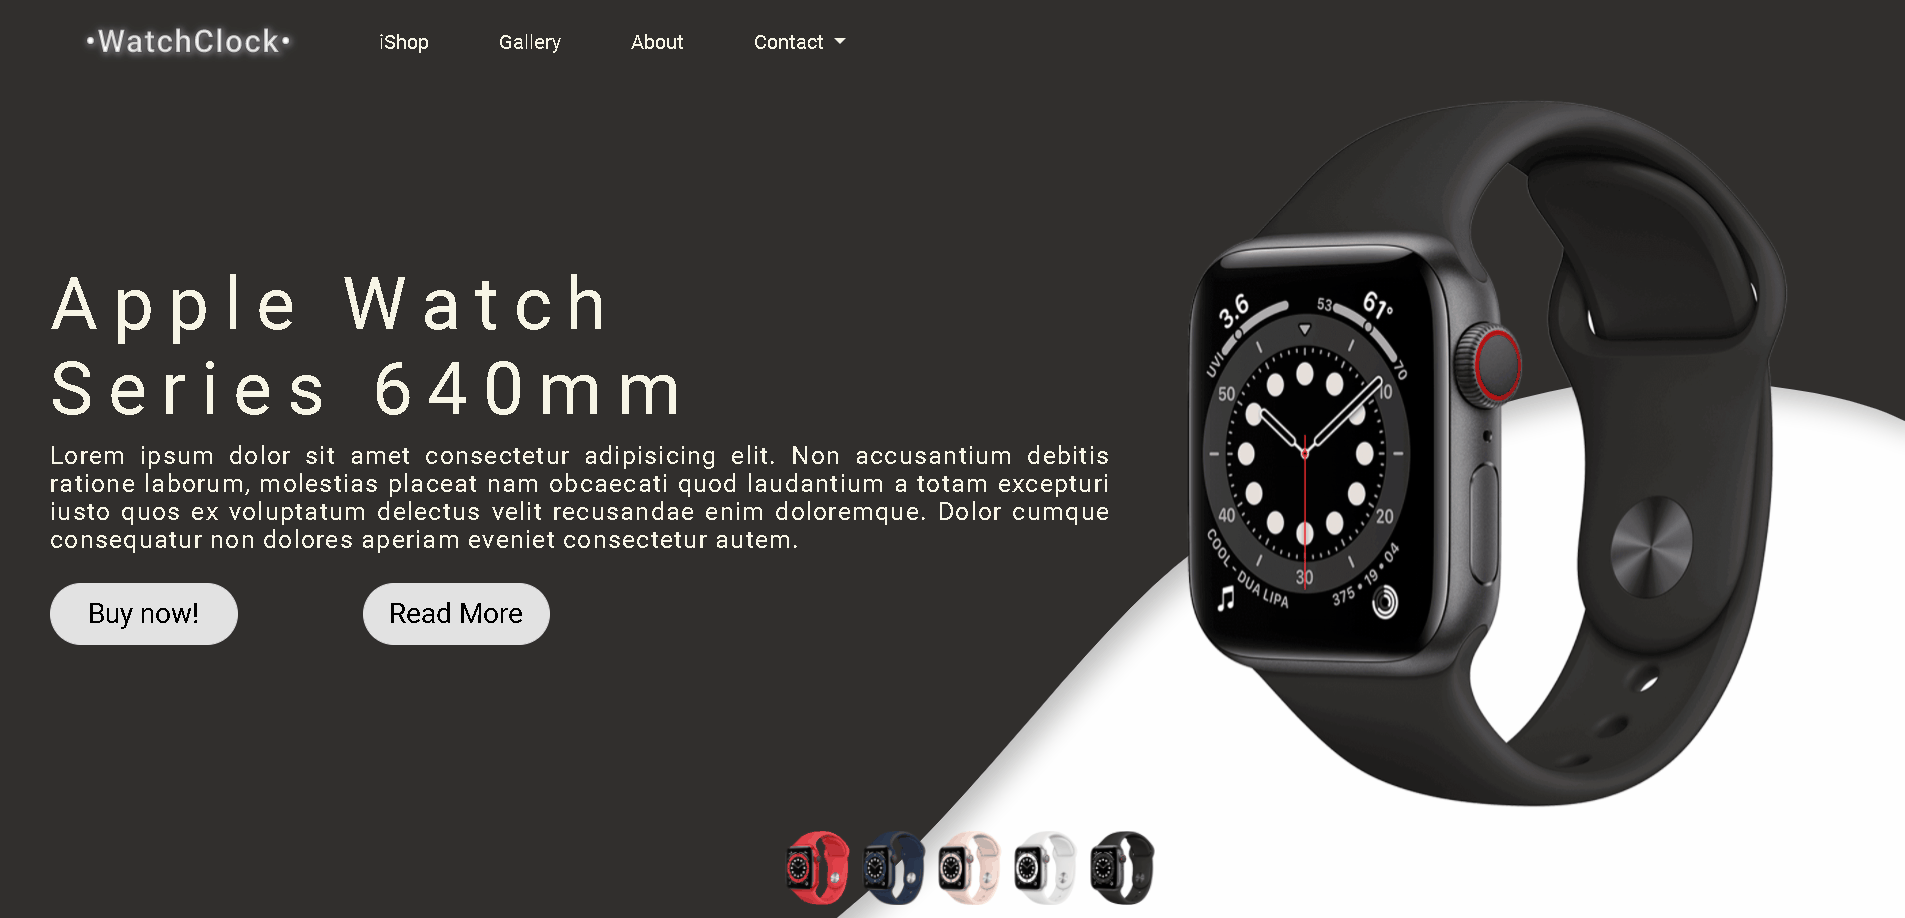 •WatchClock•
iShop
Gallery
About
Contact
Apple Watch
Series 640mm
Lorem ipsum dolor sit amet consectetur adipisicing elit. Non accusantium debitis
ratione laborum, molestias placeat nam obcaecati quod laudantium a totam excepturi
iusto quos ex voluptatum delectus velit recusandae enim doloremque. Dolor cumque
consequatur non dolores aperiam eveniet consectetur autem.
Buy now!
Read More
3.6
UVI
53
61°
70
50
10
40
20
30
COOL - DUA LIPA
375 • 19 • 04